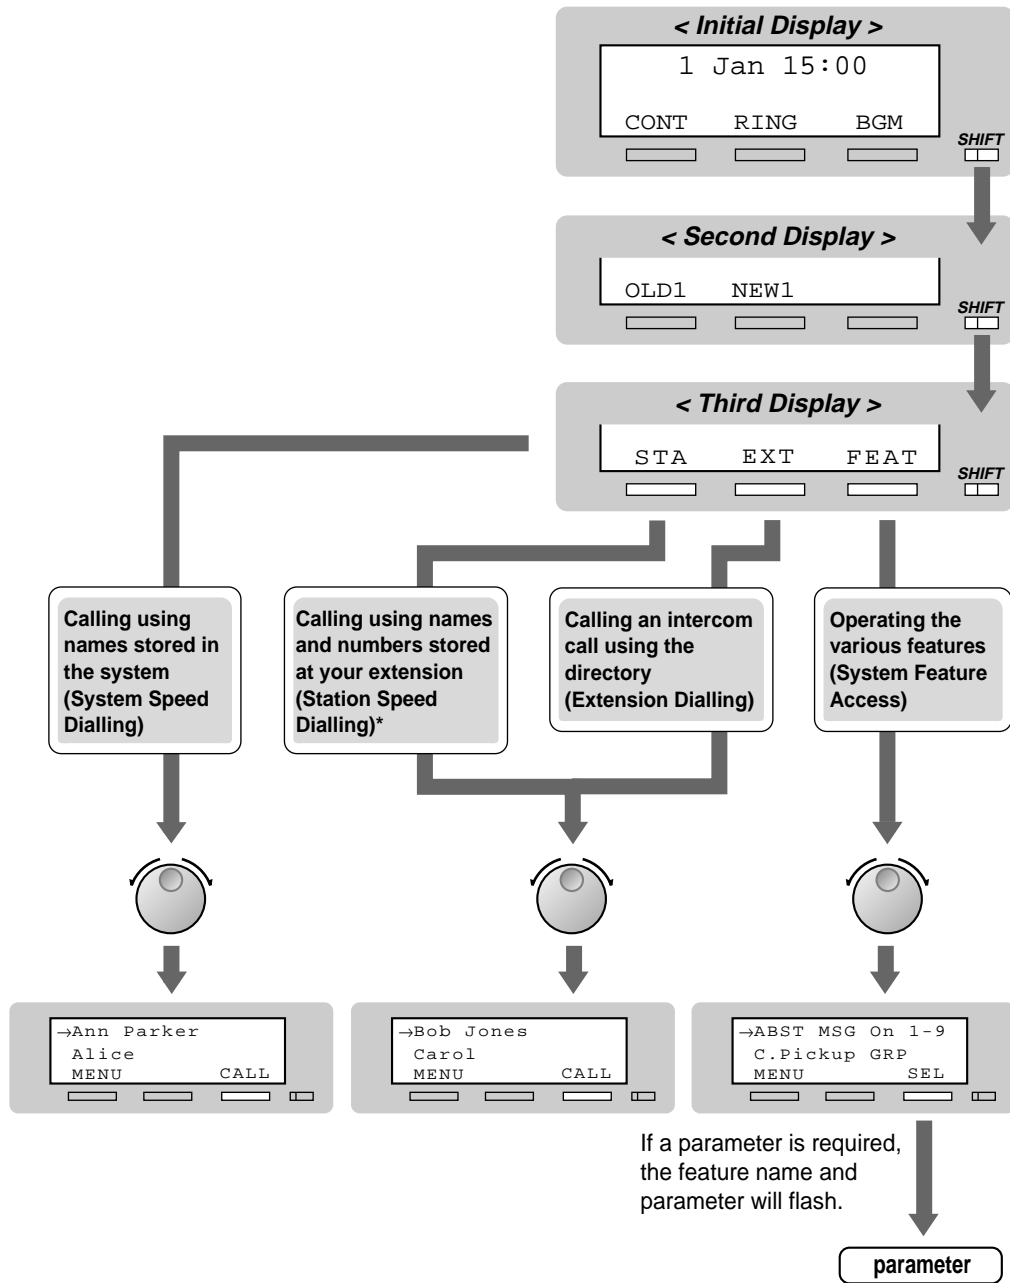 < Initial Display >
1 Jan 15:00
CONT RING BGM
SHIFT
< Second Display >
OLD1 NEW1
SHIFT
< Third Display >
STA EXT FEAT
SHIFT
Calling using
names stored in
the system
(System Speed
Dialling)
Calling using names
and numbers stored
at your extension
(Station Speed
Dialling)*
Calling an intercom
call using the
directory
(Extension Dialling)
Operating the
various features
(System Feature
Access)
→Ann Parker
Alice
MENU CALL
→Bob Jones
Carol
MENU CALL
→ABST MSG On 1-9
C.Pickup GRP
MENU SEL
If a parameter is required,
the feature name and
parameter will flash.
parameter